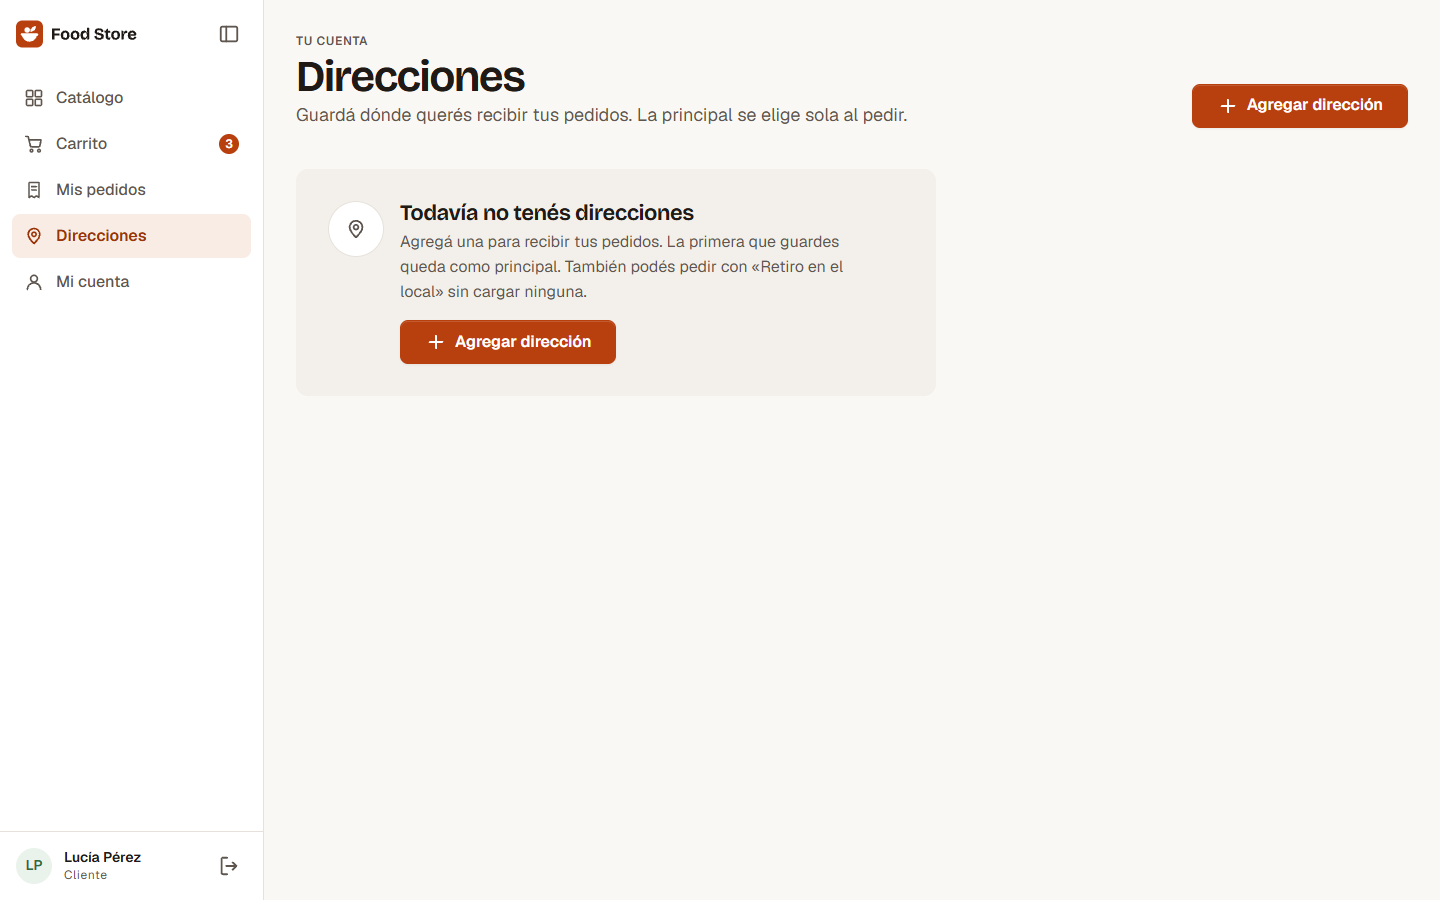 Food Store
Catálogo
Carrito
3
Mis pedidos
Direcciones
Mi cuenta
LP
Lucía Pérez
Cliente
TU CUENTA
Direcciones
Guardá dónde querés recibir tus pedidos. La principal se elige sola al pedir.
Agregar dirección
Todavía no tenés direcciones
Agregá una para recibir tus pedidos. La primera que guardes
queda como principal. También podés pedir con «Retiro en el
local» sin cargar ninguna.
Agregar dirección